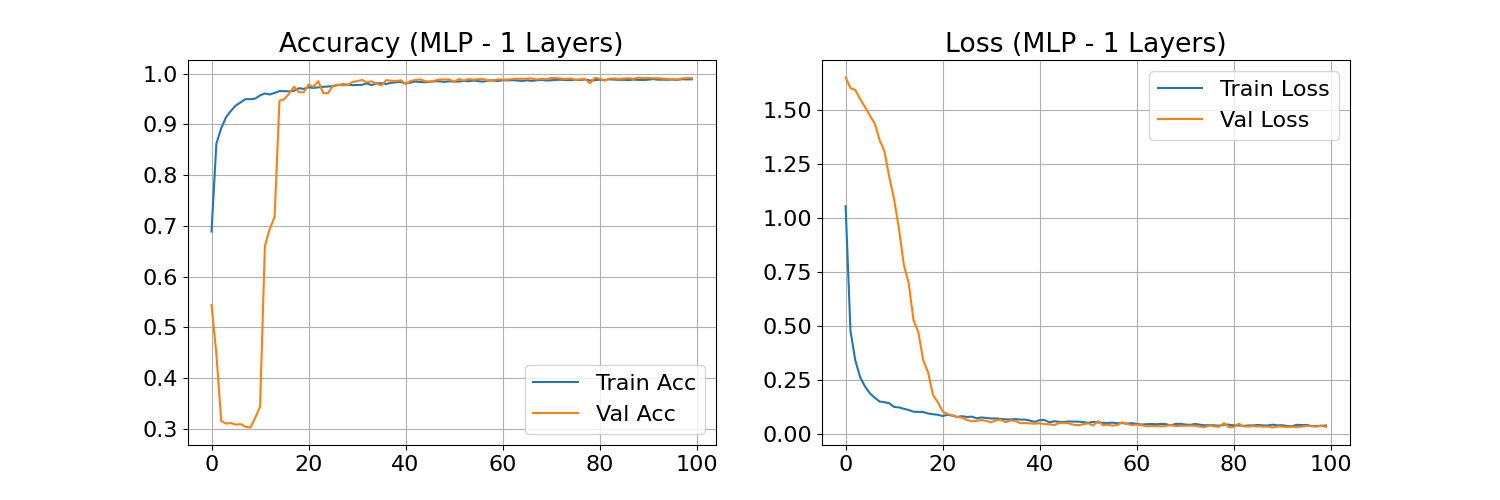 Accuracy (MLP - 1 Layers)
1.0
0.9
0.8
0.7
0.6
0.5
0.4
0.3
0 20 40 60 80 100
Train Acc
Val Acc
Loss (MLP - 1 Layers)
1.50
1.25
1.00
0.75
0.50
0.25
0.00
0 20 40 60 80 100
Train Loss
Val Loss